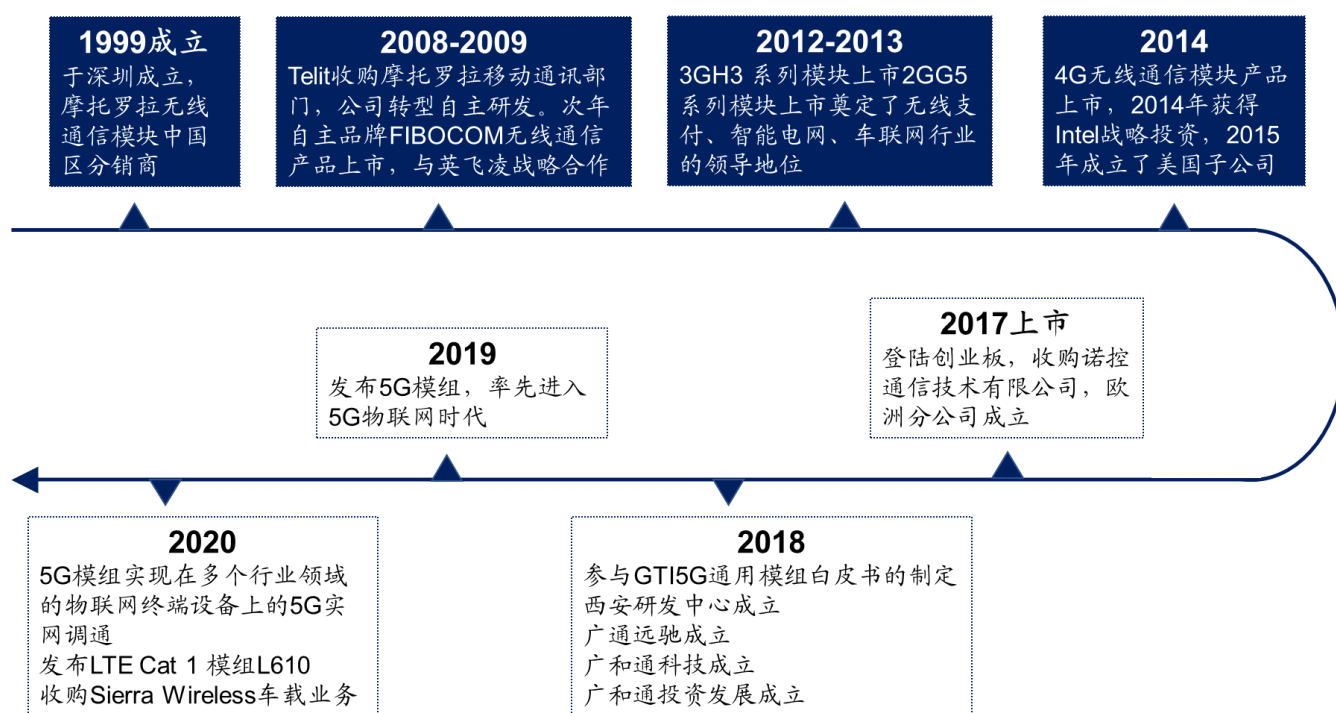 1999成立
于深圳成立,
摩托罗拉无线
通信模块中国
区分销商
2008-2009
Telit收购摩托罗拉移动通讯部
门，公司转型自主研发。次年
自主品牌FIBOCOM无线通信
产品上市，与英飞凌战略合作
2012-2013
3GH3 系列模块上市2GG5
系列模块上市奠定了无线支
付、智能电网、车联网行业
的领导地位
2014
4G无线通信模块产品
上市，2014年获得
Intel战略投资，2015
年成立了美国子公司
2017上市
登陆创业板，收购诺控
通信技术有限公司，欧
洲分公司成立
2018
参与GTI5G通用模组白皮书的制定
西安研发中心成立
广通远驰成立
广和通科技成立
广和通投资发展成立
2019
发布5G模组，率先进入
5G物联网时代
2020
5G模组实现在多个行业领域
的物联网终端设备上的5G实
网调通
发布LTE Cat 1 模组L610
收购Sierra Wireless车载业务